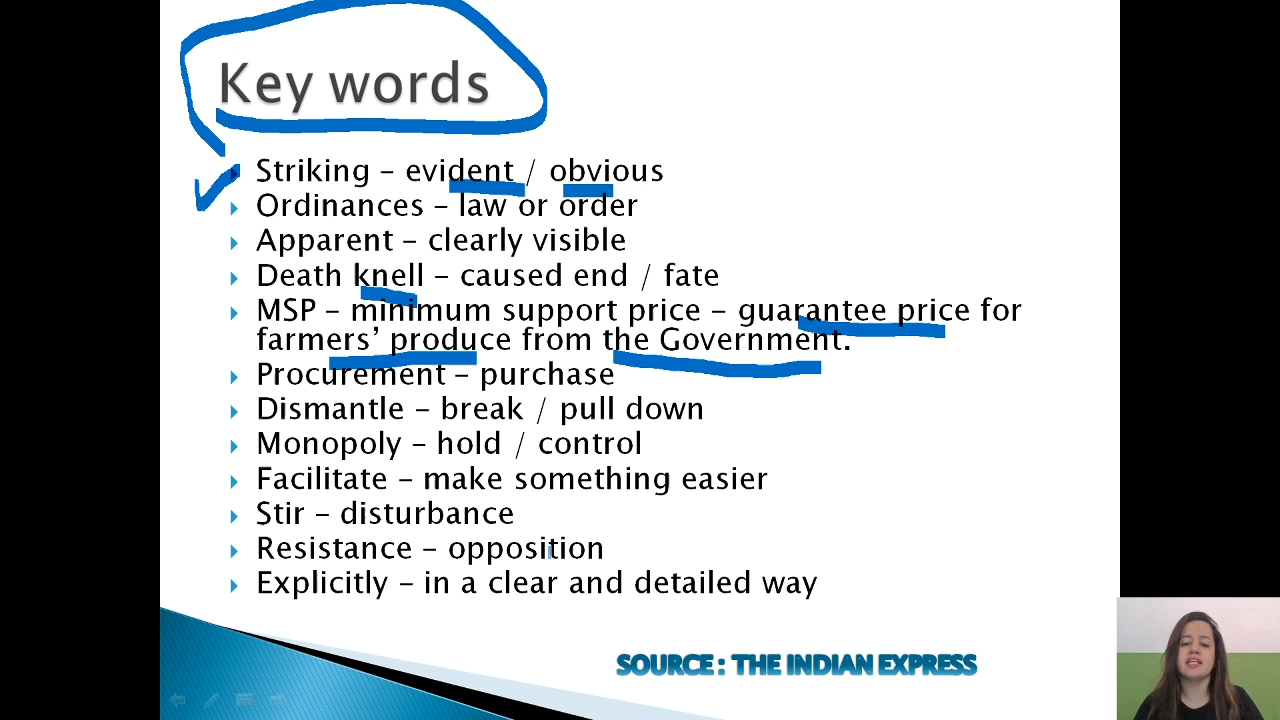 Key words
Striking – evident / obvious
Ordinances – law or order
Apparent – clearly visible
Death knell – caused end / fate
MSP – minimum support price – guarantee price for
farmers’ produce from the Government.
Procurement – purchase
Dismantle – break / pull down
Monopoly – hold / control
Facilitate – make something easier
Stir – disturbance
Resistance – opposition
Explicitly – in a clear and detailed way
SOURCE : THE INDIAN EXPRESS